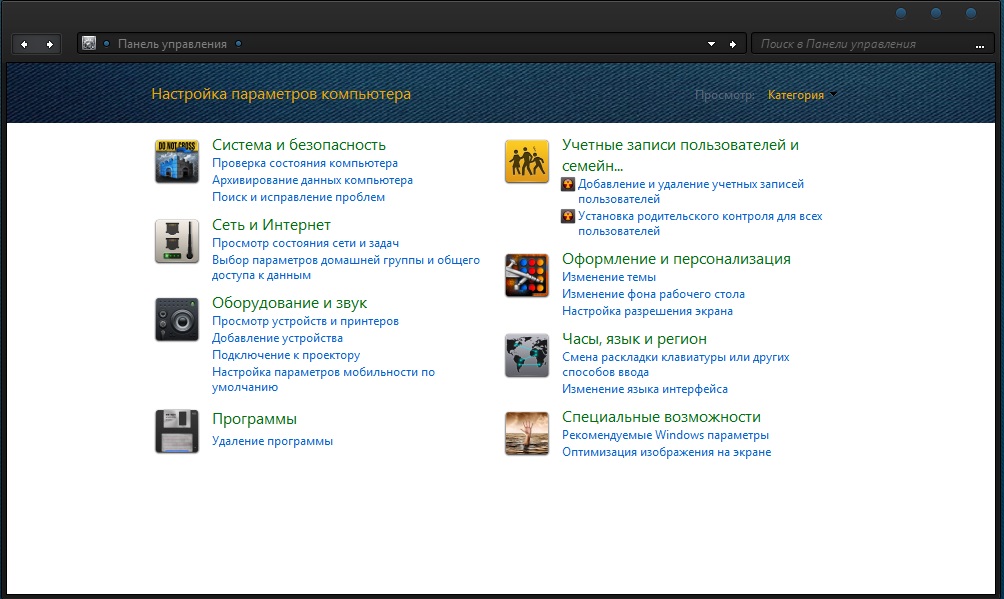 Панель управления
Поиск в Панели управления
...
Настройка параметров компьютера
Просмотр:
Категория
DO NOT CROSS
Система и безопасность
Проверка состояния компьютера
Архивирование данных компьютера
Поиск и исправление проблем
Сеть и Интернет
Просмотр состояния сети и задач
Выбор параметров домашней группы и общего
доступа к данным
Оборудование и звук
Просмотр устройств и принтеров
Добавление устройства
Подключение к проектору
Настройка параметров мобильности по
умолчанию
Программы
Удаление программы
Учетные записи пользователей и
семейн...
Добавление и удаление учетных записей
пользователей
Установка родительского контроля для всех
пользователей
Оформление и персонализация
Изменение темы
Изменение фона рабочего стола
Настройка разрешения экрана
Часы, язык и регион
Смена раскладки клавиатуры или других
способов ввода
Изменение языка интерфейса
Специальные возможности
Рекомендуемые Windows параметры
Оптимизация изображения на экране